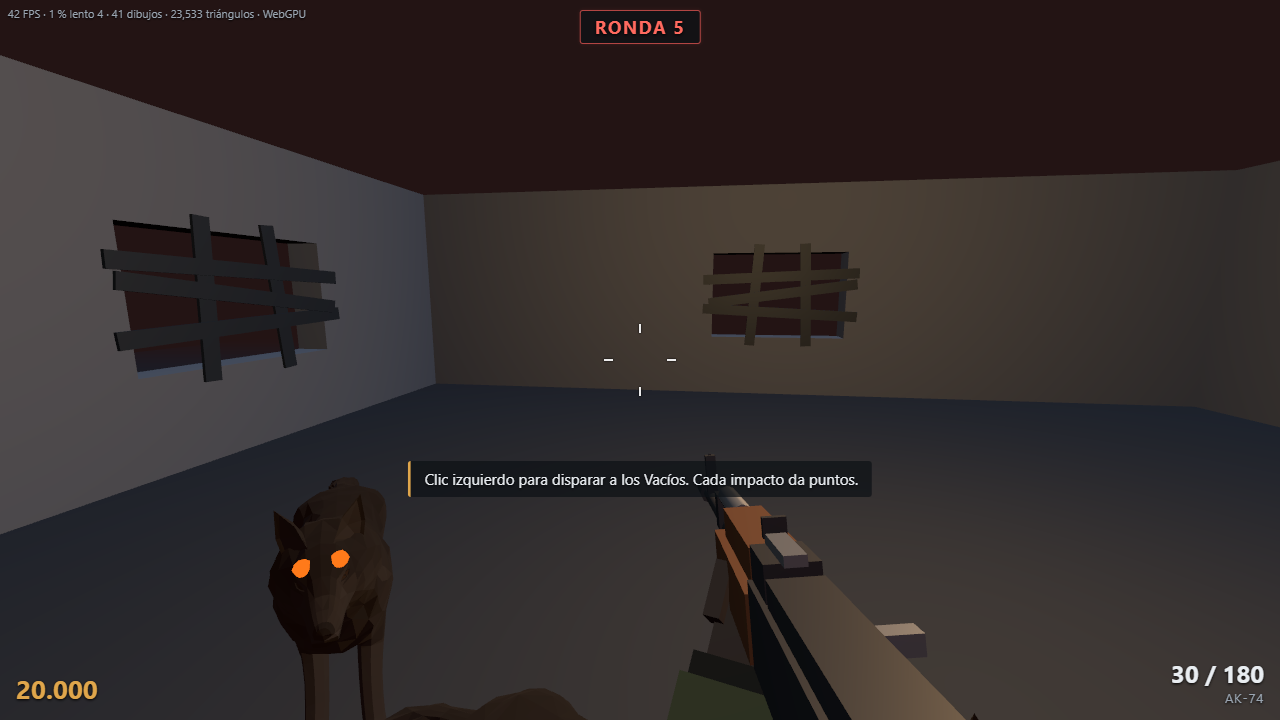 42 FPS · 1 % lento 4 · 41 dibujos · 23,533 triángulos · WebGPU
RONDA 5
Clic izquierdo para disparar a los Vacíos. Cada impacto da puntos.
20.000
30 / 180
AK-74